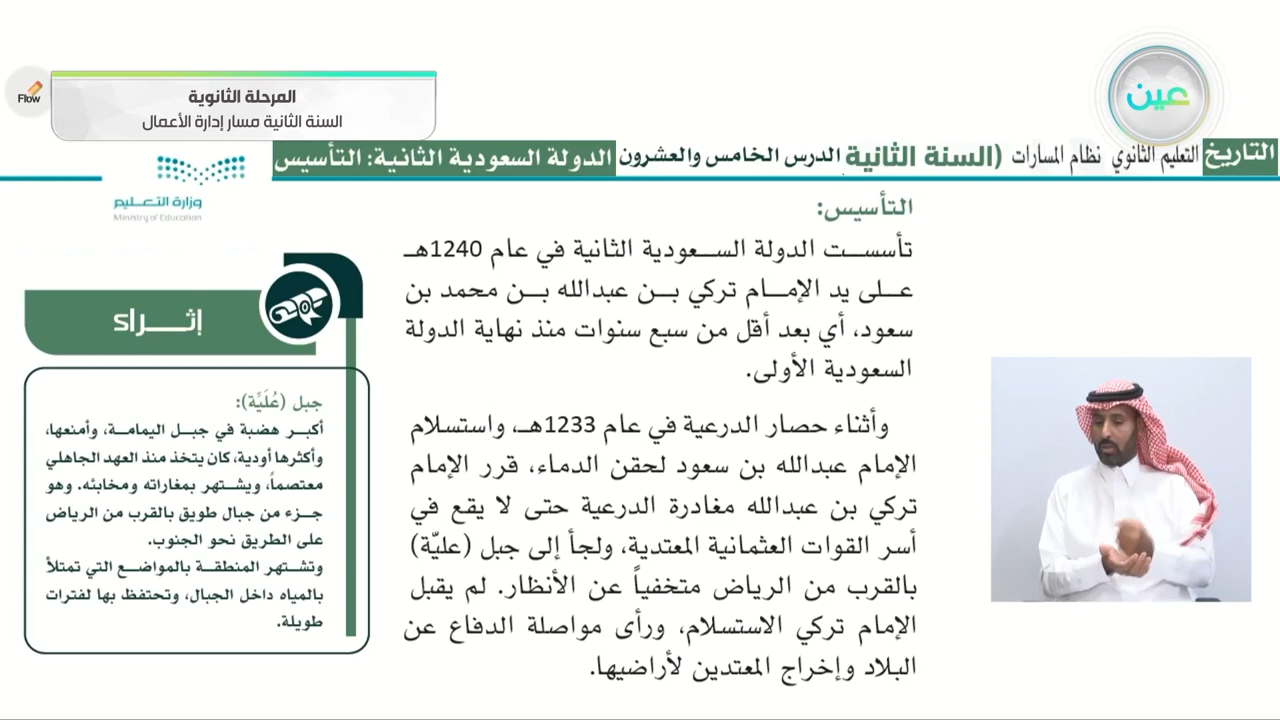 عين
Flow
المرحلة الثانوية
السنة الثانية مسار إدارة الأعمال
التاريخ التعليم الثانوي نظام المسارات (السنة الثانية الدرس الخامس والعشرون الدولة السعودية الثانية: التأسيس
وزارة التعليم
Ministry of Education
التأسيس:
تأسست الدولة السعودية الثانية في عام 1240هـ
على يد الإمام تركي بن عبدالله بن محمد بن
سعود، أي بعد أقل من سبع سنوات منذ نهاية الدولة
السعودية الأولى.
وأثناء حصار الدرعية في عام 1233هـ، واستسلام
الإمام عبدالله بن سعود لحقن الدماء، قرر الإمام
تركي بن عبدالله مغادرة الدرعية حتى لا يقع في
أسر القوات العثمانية المعتدية، ولجأ إلى جبل (عليّة)
بالقرب من الرياض متخفياً عن الأنظار. لم يقبل
الإمام تركي الاستسلام، ورأى مواصلة الدفاع عن
البلاد وإخراج المعتدين لأراضيها.
إثراء
جبل (عُلَيَّة):
أكبر هضبة في جبل اليمامة، وأمنعها،
وأكثرها أودية، كان يتخذ منذ العهد الجاهلي
معتصماً، ويشتهر بمغاراته ومخابئه. وهو
جزء من جبال طويق بالقرب من الرياض
على الطريق نحو الجنوب.
وتشتهر المنطقة بالمواضع التي تمتلأ
بالمياه داخل الجبال، وتحتفظ بها لفترات
طويلة.